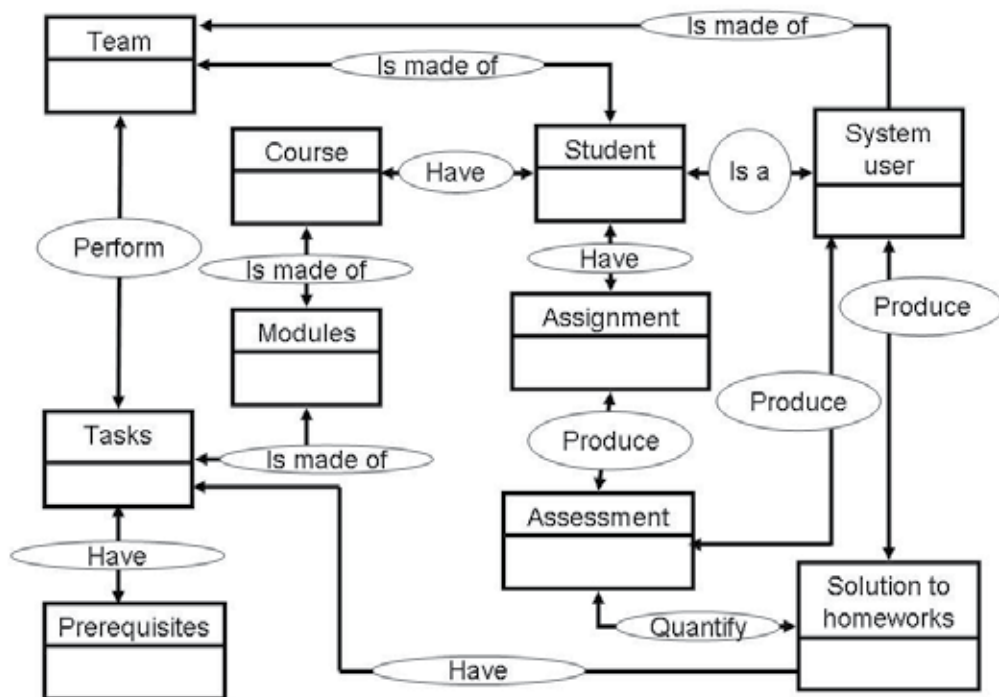 Is made of
Team
Is made of
Course
Have
Student
Is a
System
user
Perform
Is made of
Have
Produce
Modules
Assignment
Tasks
Is made of
Produce
Produce
Assessment
Have
Prerequisites
Quantify
Solution to
homeworks
Have